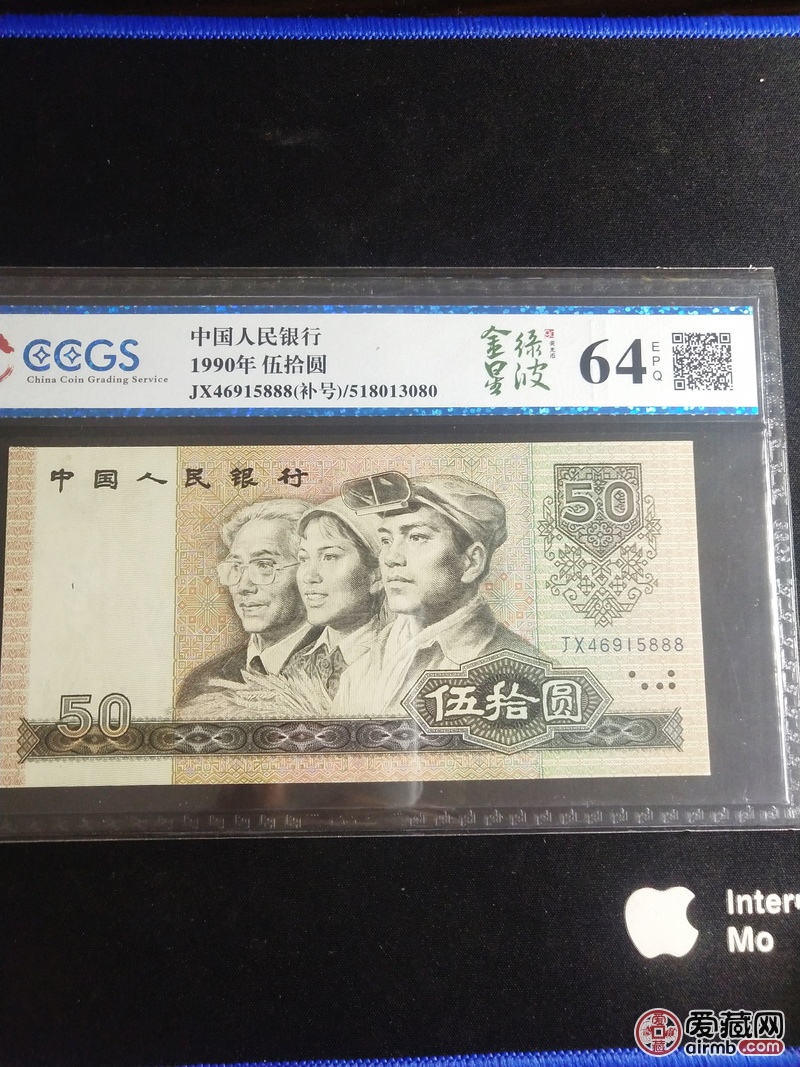 CCGS
China Coin Grading Service
中国人民银行
1990年 伍拾圆
JX46915888(补号)/518013080
金星
绿波
64
EPQ
中国人民银行
50
JX46915888
50
伍拾圆
Mo
爱藏网
airmb.com